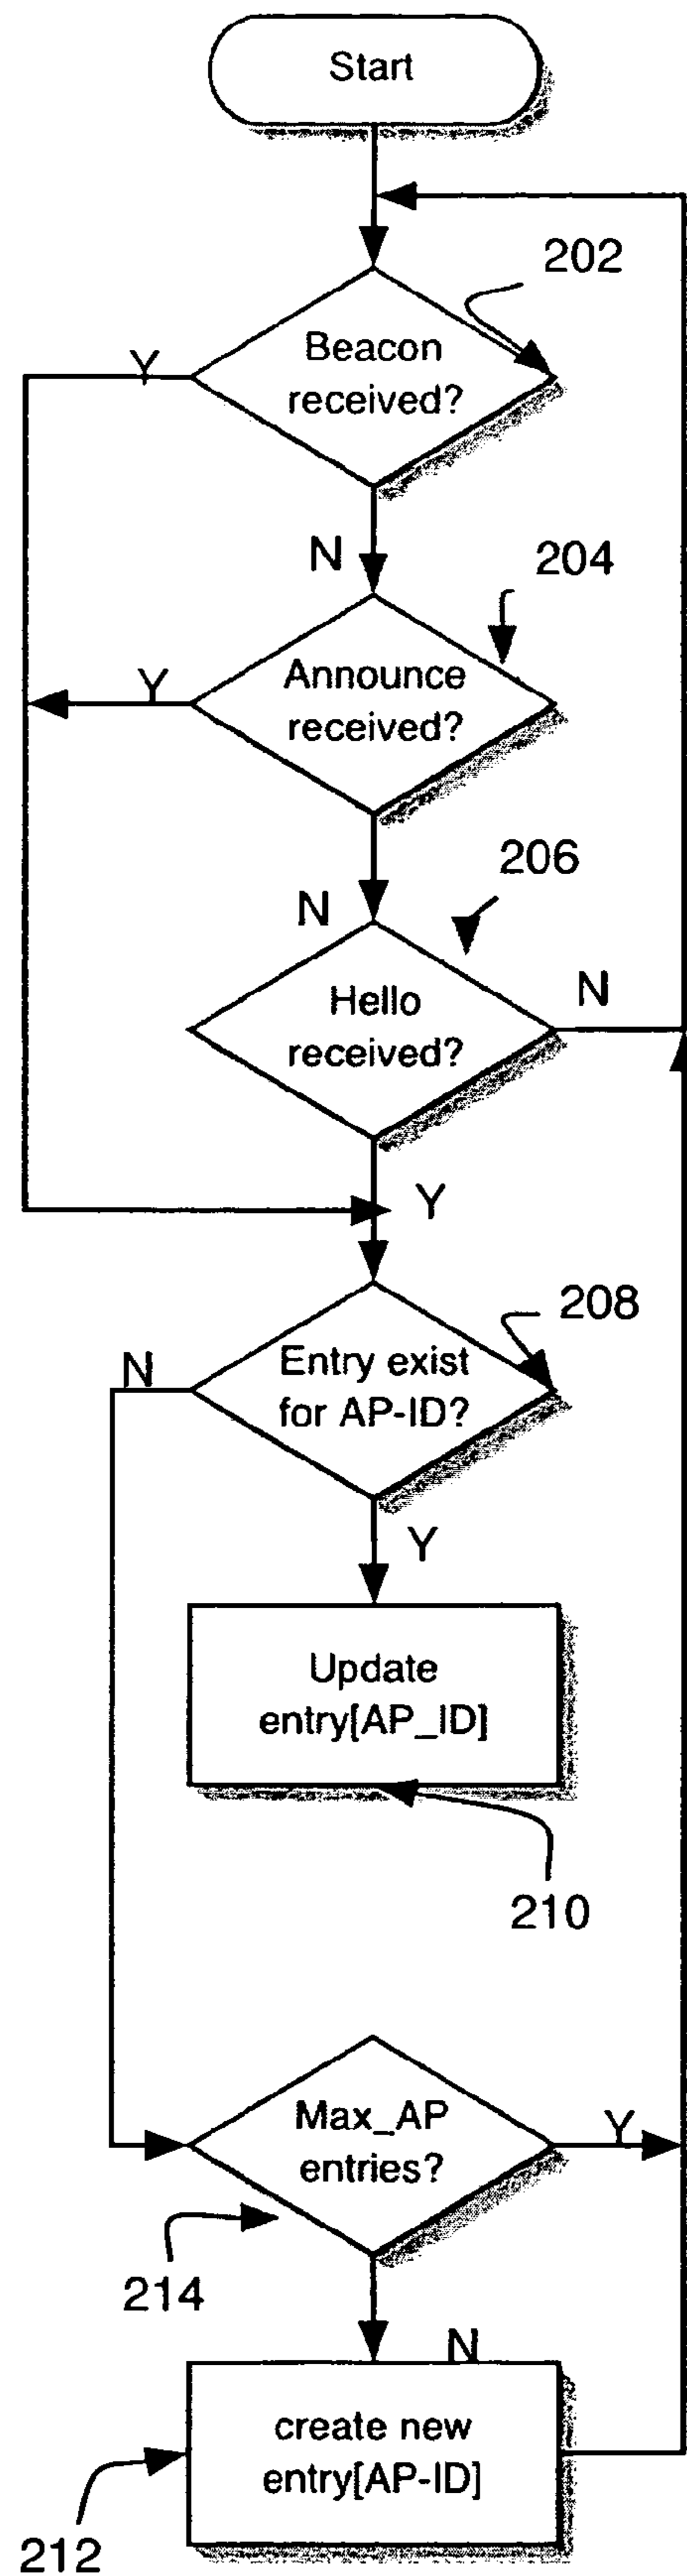 Start
202
Beacon
received?
Y
N
204
Announce
received?
Y
206
N
Hello
received?
N
Y
208
Entry exist
for AP-ID?
N
Y
Update
entry[AP_ID]
210
Max_AP
entries?
Y
214
N
create new
entry[AP-ID]
212